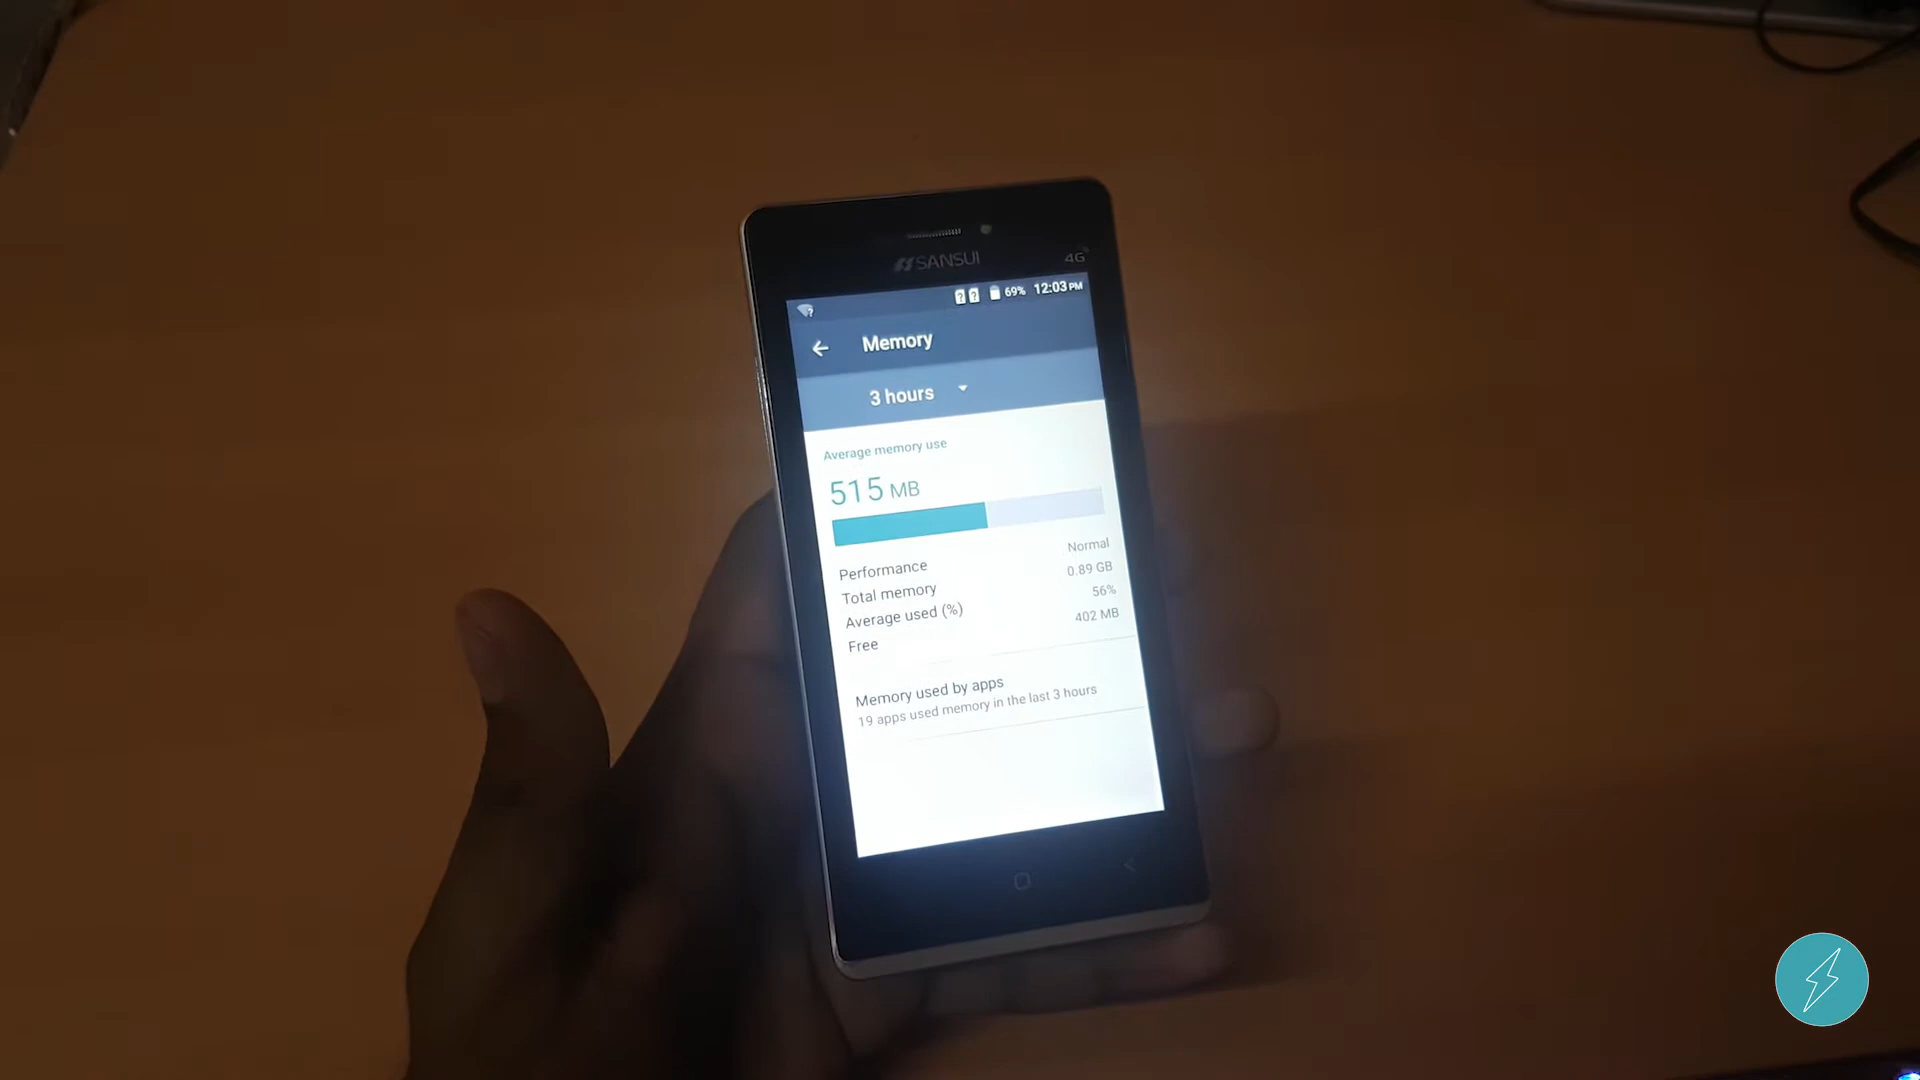 SANSUI
4G
69% 12:03 PM
Memory
3 hours
Average memory use
515 MB
Performance Normal
Total memory 0.89 GB
Average used (%) 56%
Free 402 MB
Memory used by apps
19 apps used memory in the last 3 hours